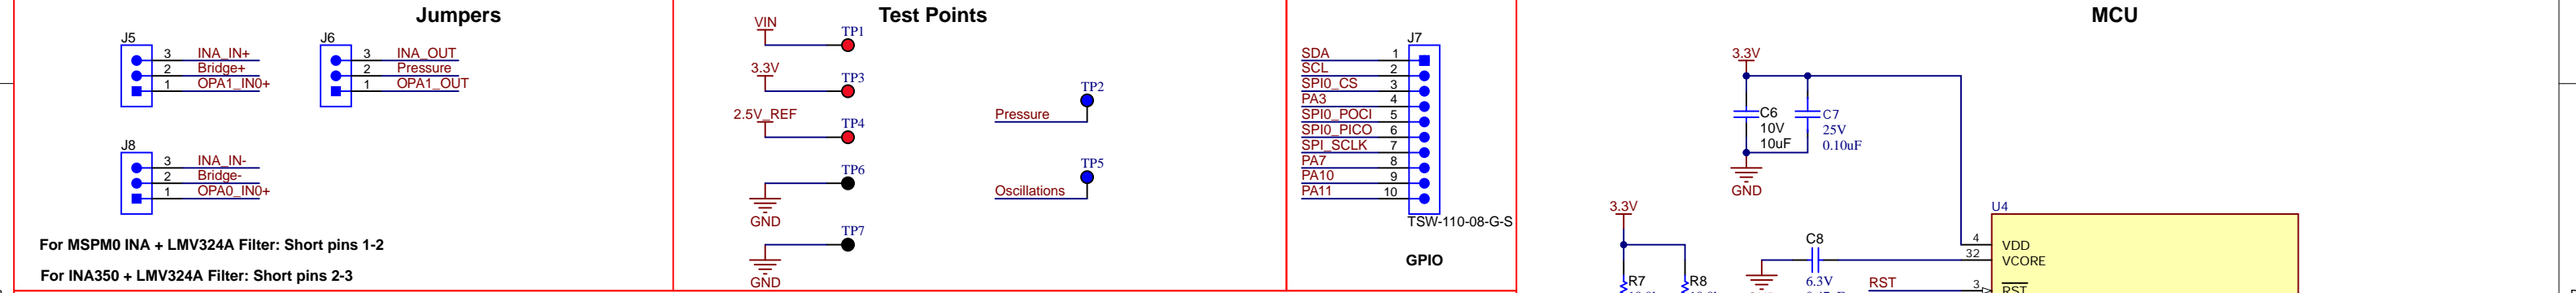 Jumpers
J5
3 INA_IN+
2 Bridge+
1 OPA1_IN0+
J6
3 INA_OUT
2 Pressure
1 OPA1_OUT
J8
3 INA_IN-
2 Bridge-
1 OPA0_IN0+
For MSPM0 INA + LMV324A Filter: Short pins 1-2
For INA350 + LMV324A Filter: Short pins 2-3
Test Points
VIN
TP1
3.3V
TP3
2.5V_REF
TP4
TP6
GND
TP7
GND
TP2
Pressure
TP5
Oscillations
J7
SDA 1
SCL 2
SPI0_CS 3
PA3 4
SPI0_POCI 5
SPI0_PICO 6
SPI_SCLK 7
PA7 8
PA10 9
PA11 10
TSW-110-08-G-S
GPIO
MCU
3.3V
C6
10V
10uF
C7
25V
0.10uF
GND
3.3V
R7
R8
C8
6.3V
U4
4 VDD
32 VCORE
RST 3 RST